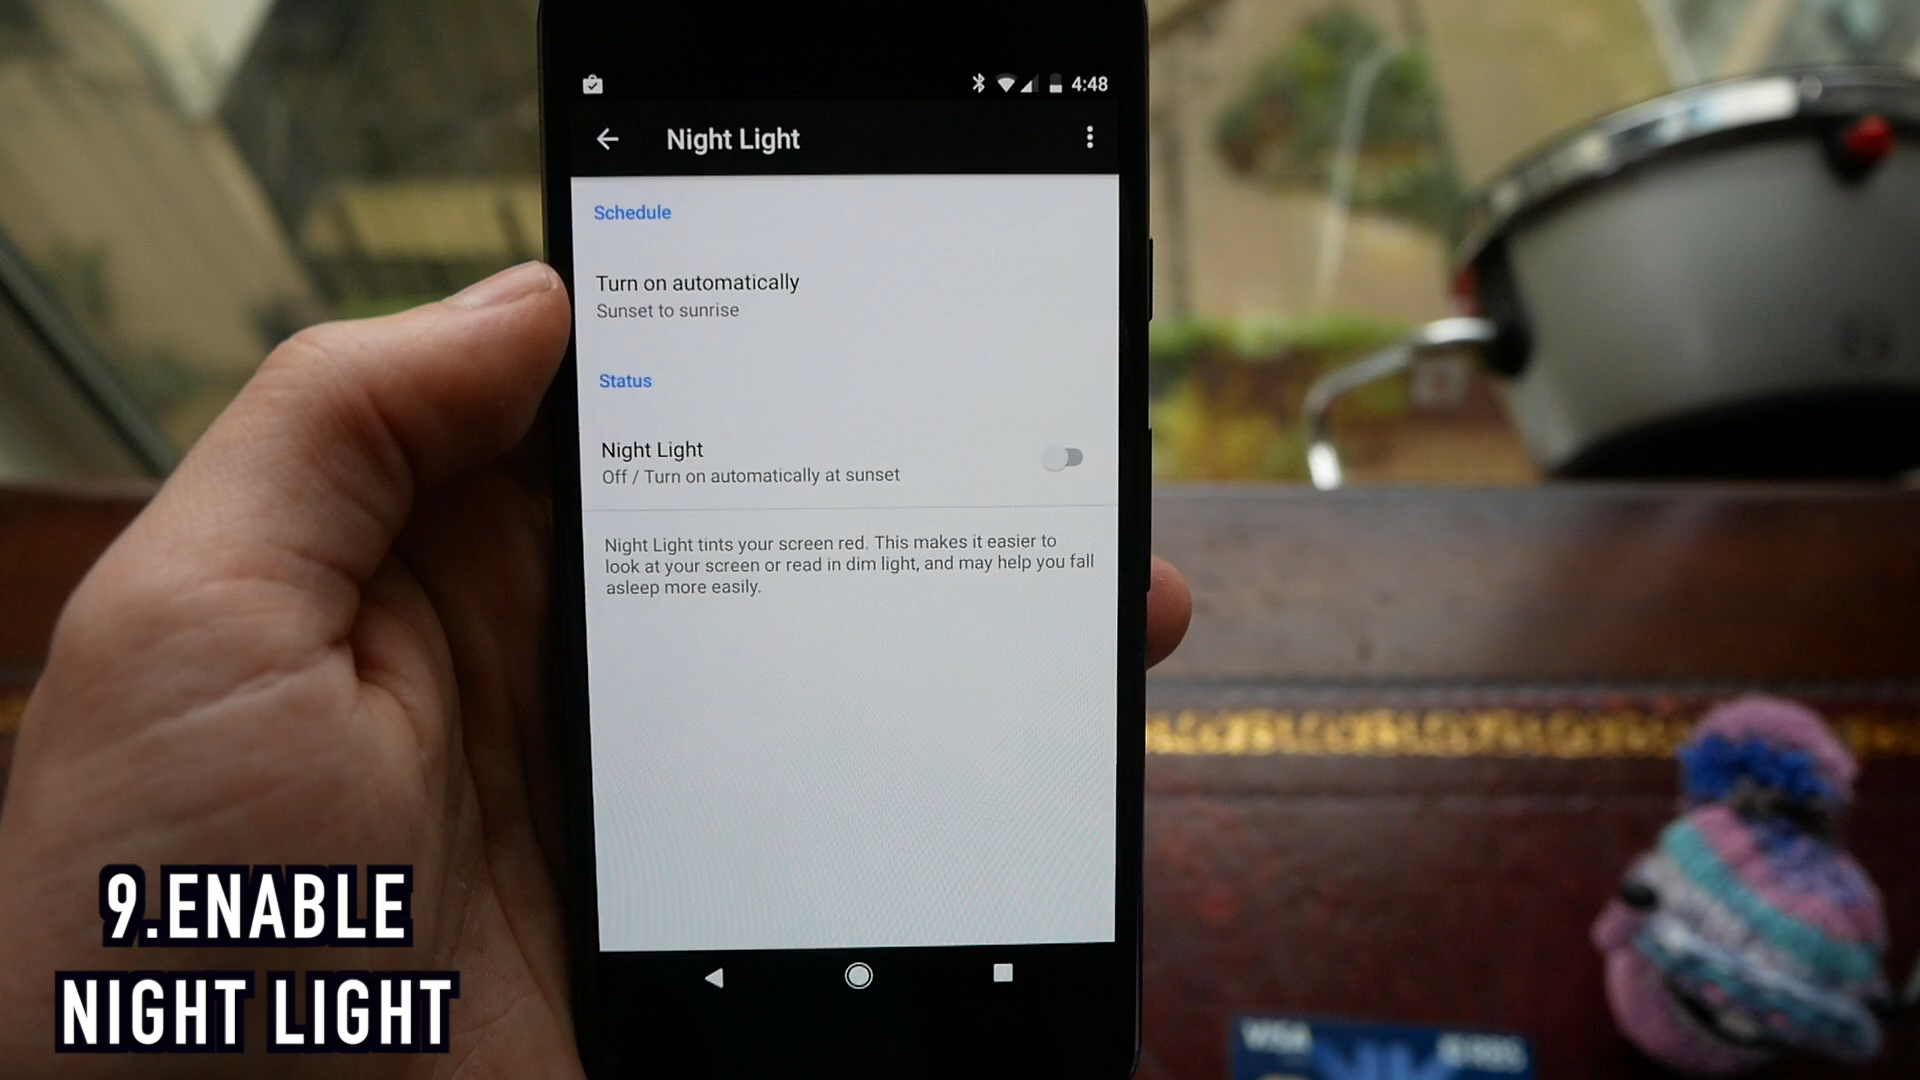 4:48
Night Light
Schedule
Turn on automatically
Sunset to sunrise
Status
Night Light
Off / Turn on automatically at sunset
Night Light tints your screen red. This makes it easier to
look at your screen or read in dim light, and may help you fall
asleep more easily.
9.ENABLE
NIGHT LIGHT
VISA